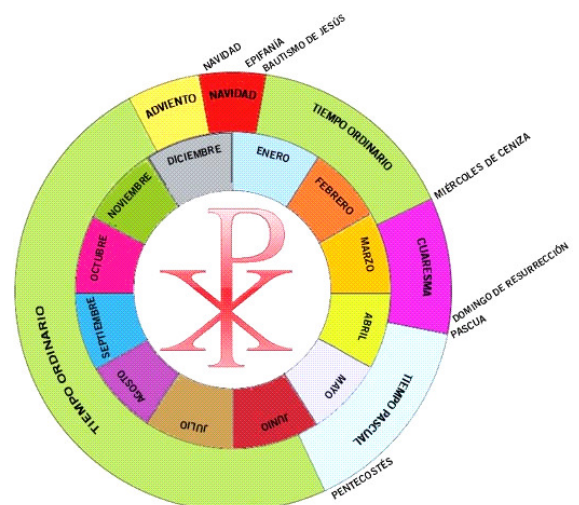 NAVIDAD
EPIFANÍA
BAUTISMO DE JESÚS
ADVIENTO
NAVIDAD
TIEMPO ORDINARIO
MIÉRCOLES DE CENIZA
CUARESMA
DOMINGO DE RESURRECCIÓN
PASCUA
TIEMPO PASCUAL
PENTECOSTÉS
TIEMPO ORDINARIO
ENERO
FEBRERO
MARZO
ABRIL
MAYO
JUNIO
JULIO
AGOSTO
SEPTIEMBRE
OCTUBRE
NOVIEMBRE
DICIEMBRE